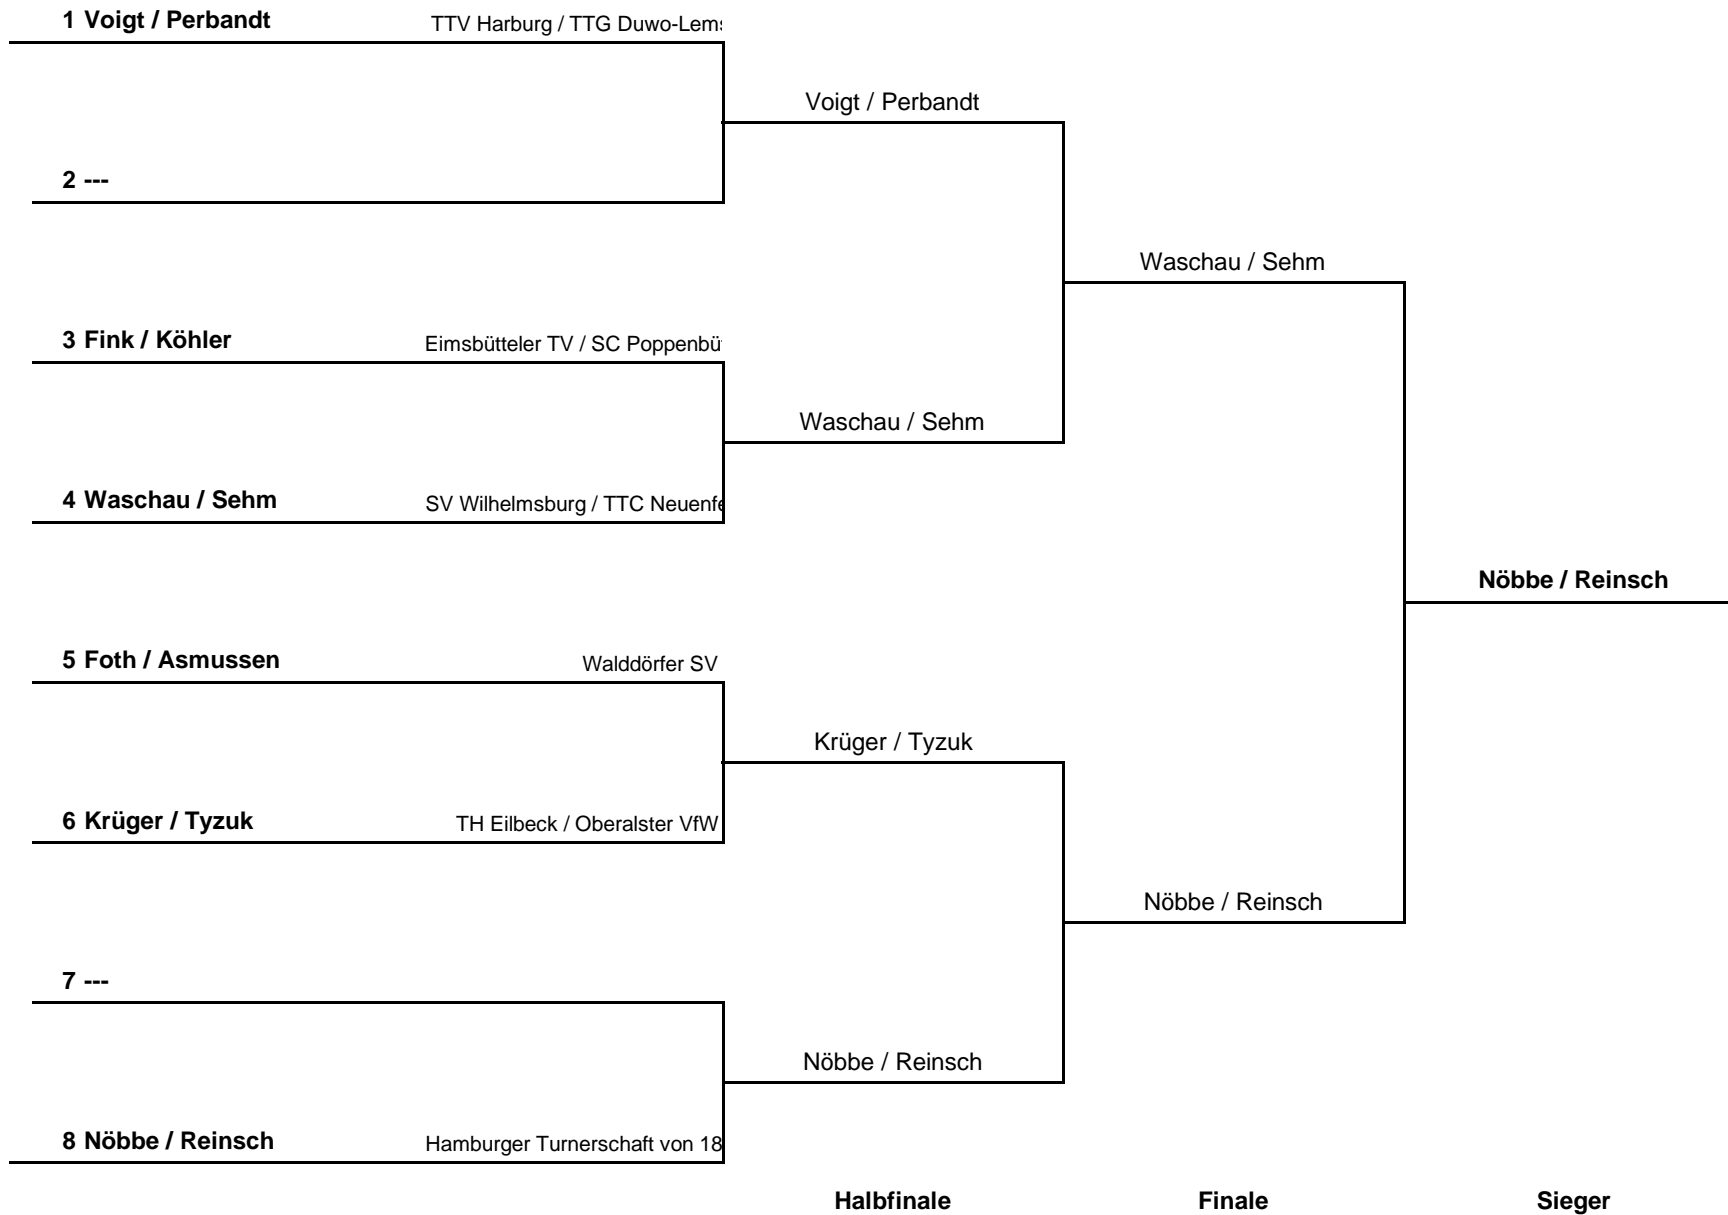 1 Voigt / Perbandt TTV Harburg / TTG Duwo-Lems
Voigt / Perbandt
2 ---
Waschau / Sehm
3 Fink / Köhler Eimsbütteler TV / SC Poppenbü
Waschau / Sehm
4 Waschau / Sehm SV Wilhelmsburg / TTC Neuenfe
Nöbbe / Reinsch
5 Foth / Asmussen Walddörfer SV
Krüger / Tyzuk
6 Krüger / Tyzuk TH Eilbeck / Oberalster VfW
Nöbbe / Reinsch
7 ---
Nöbbe / Reinsch
8 Nöbbe / Reinsch Hamburger Turnerschaft von 18
Halbfinale Finale Sieger